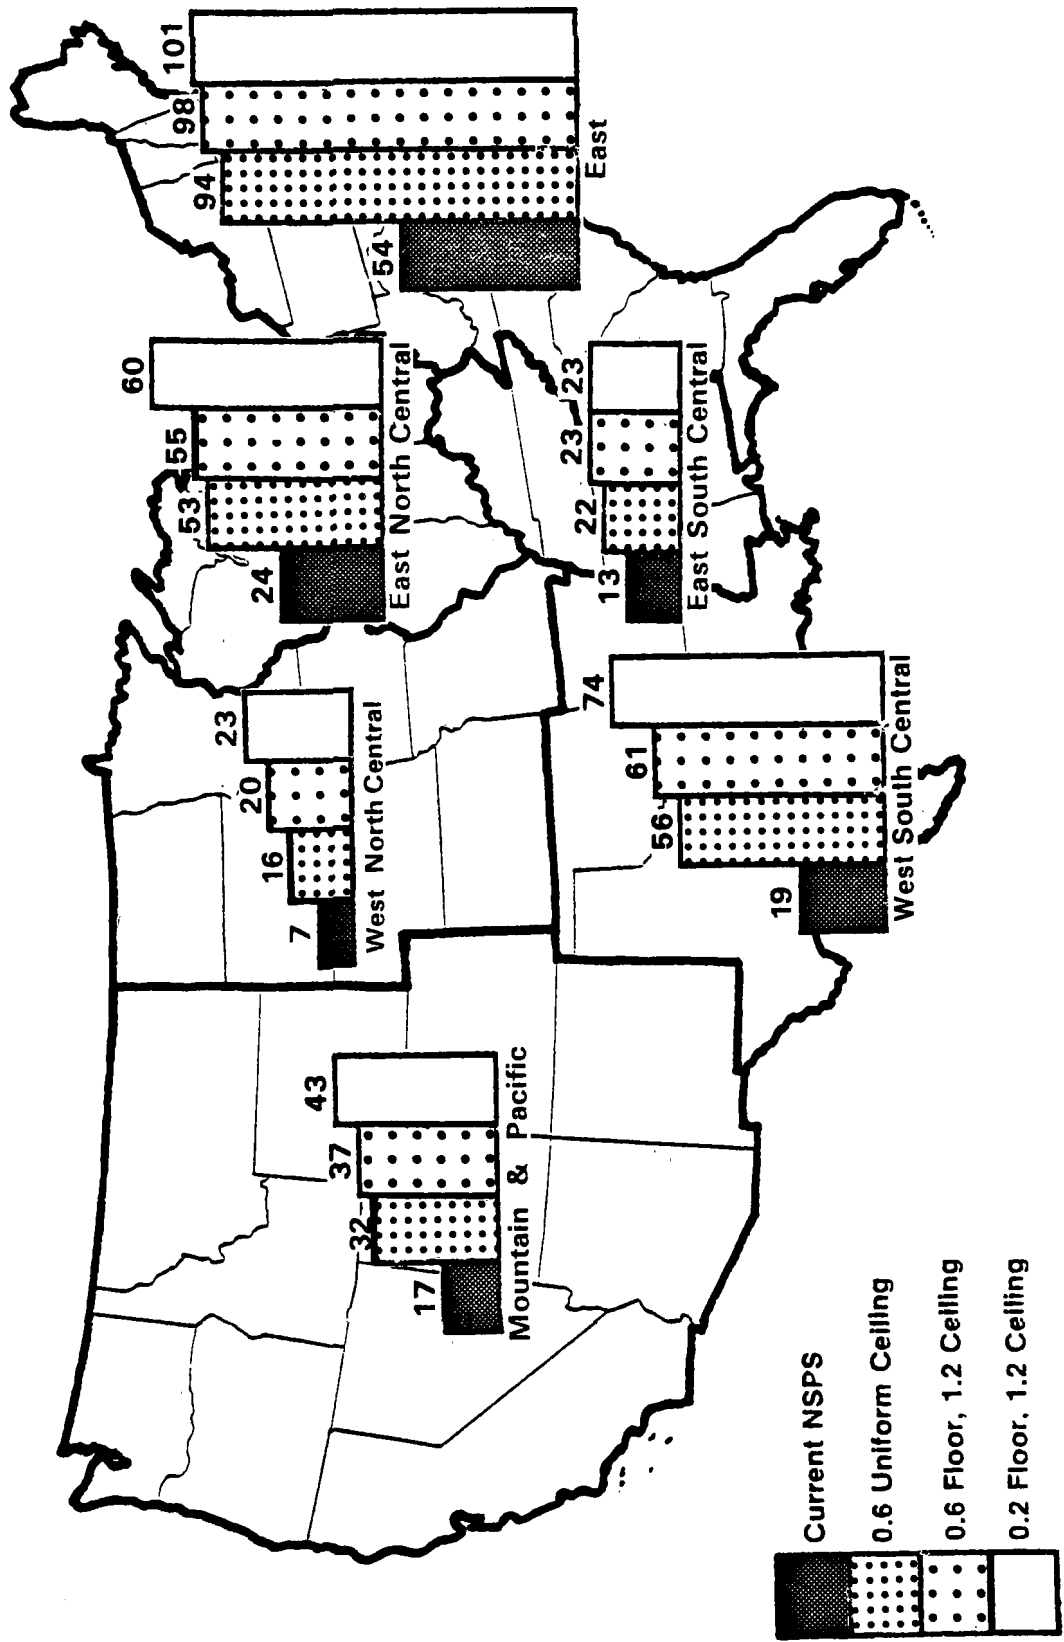 101
98
94
54
East
60
55
53
24
East North Central
23
23
22
13
East South Central
23
20
16
7
West North Central
74
61
56
19
West South Central
43
37
32
17
Mountain & Pacific
Current NSPS
0.6 Uniform Ceiling
0.6 Floor, 1.2 Ceiling
0.2 Floor, 1.2 Ceiling